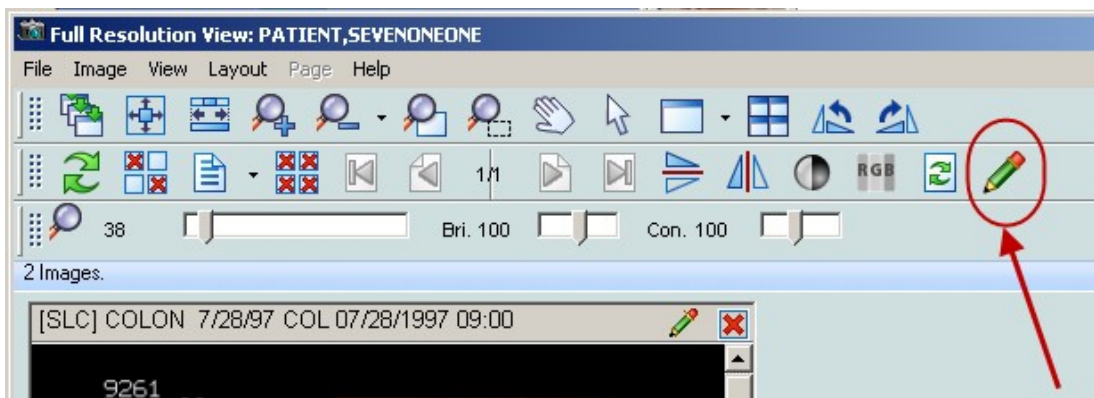 Full Resolution View: PATIENT,SEVENONEONE
File Image View Layout Page Help
1/1 RGB
38 Bri. 100 Con. 100
2 Images.
[SLC] COLON 7/28/97 COL 07/28/1997 09:00
9261